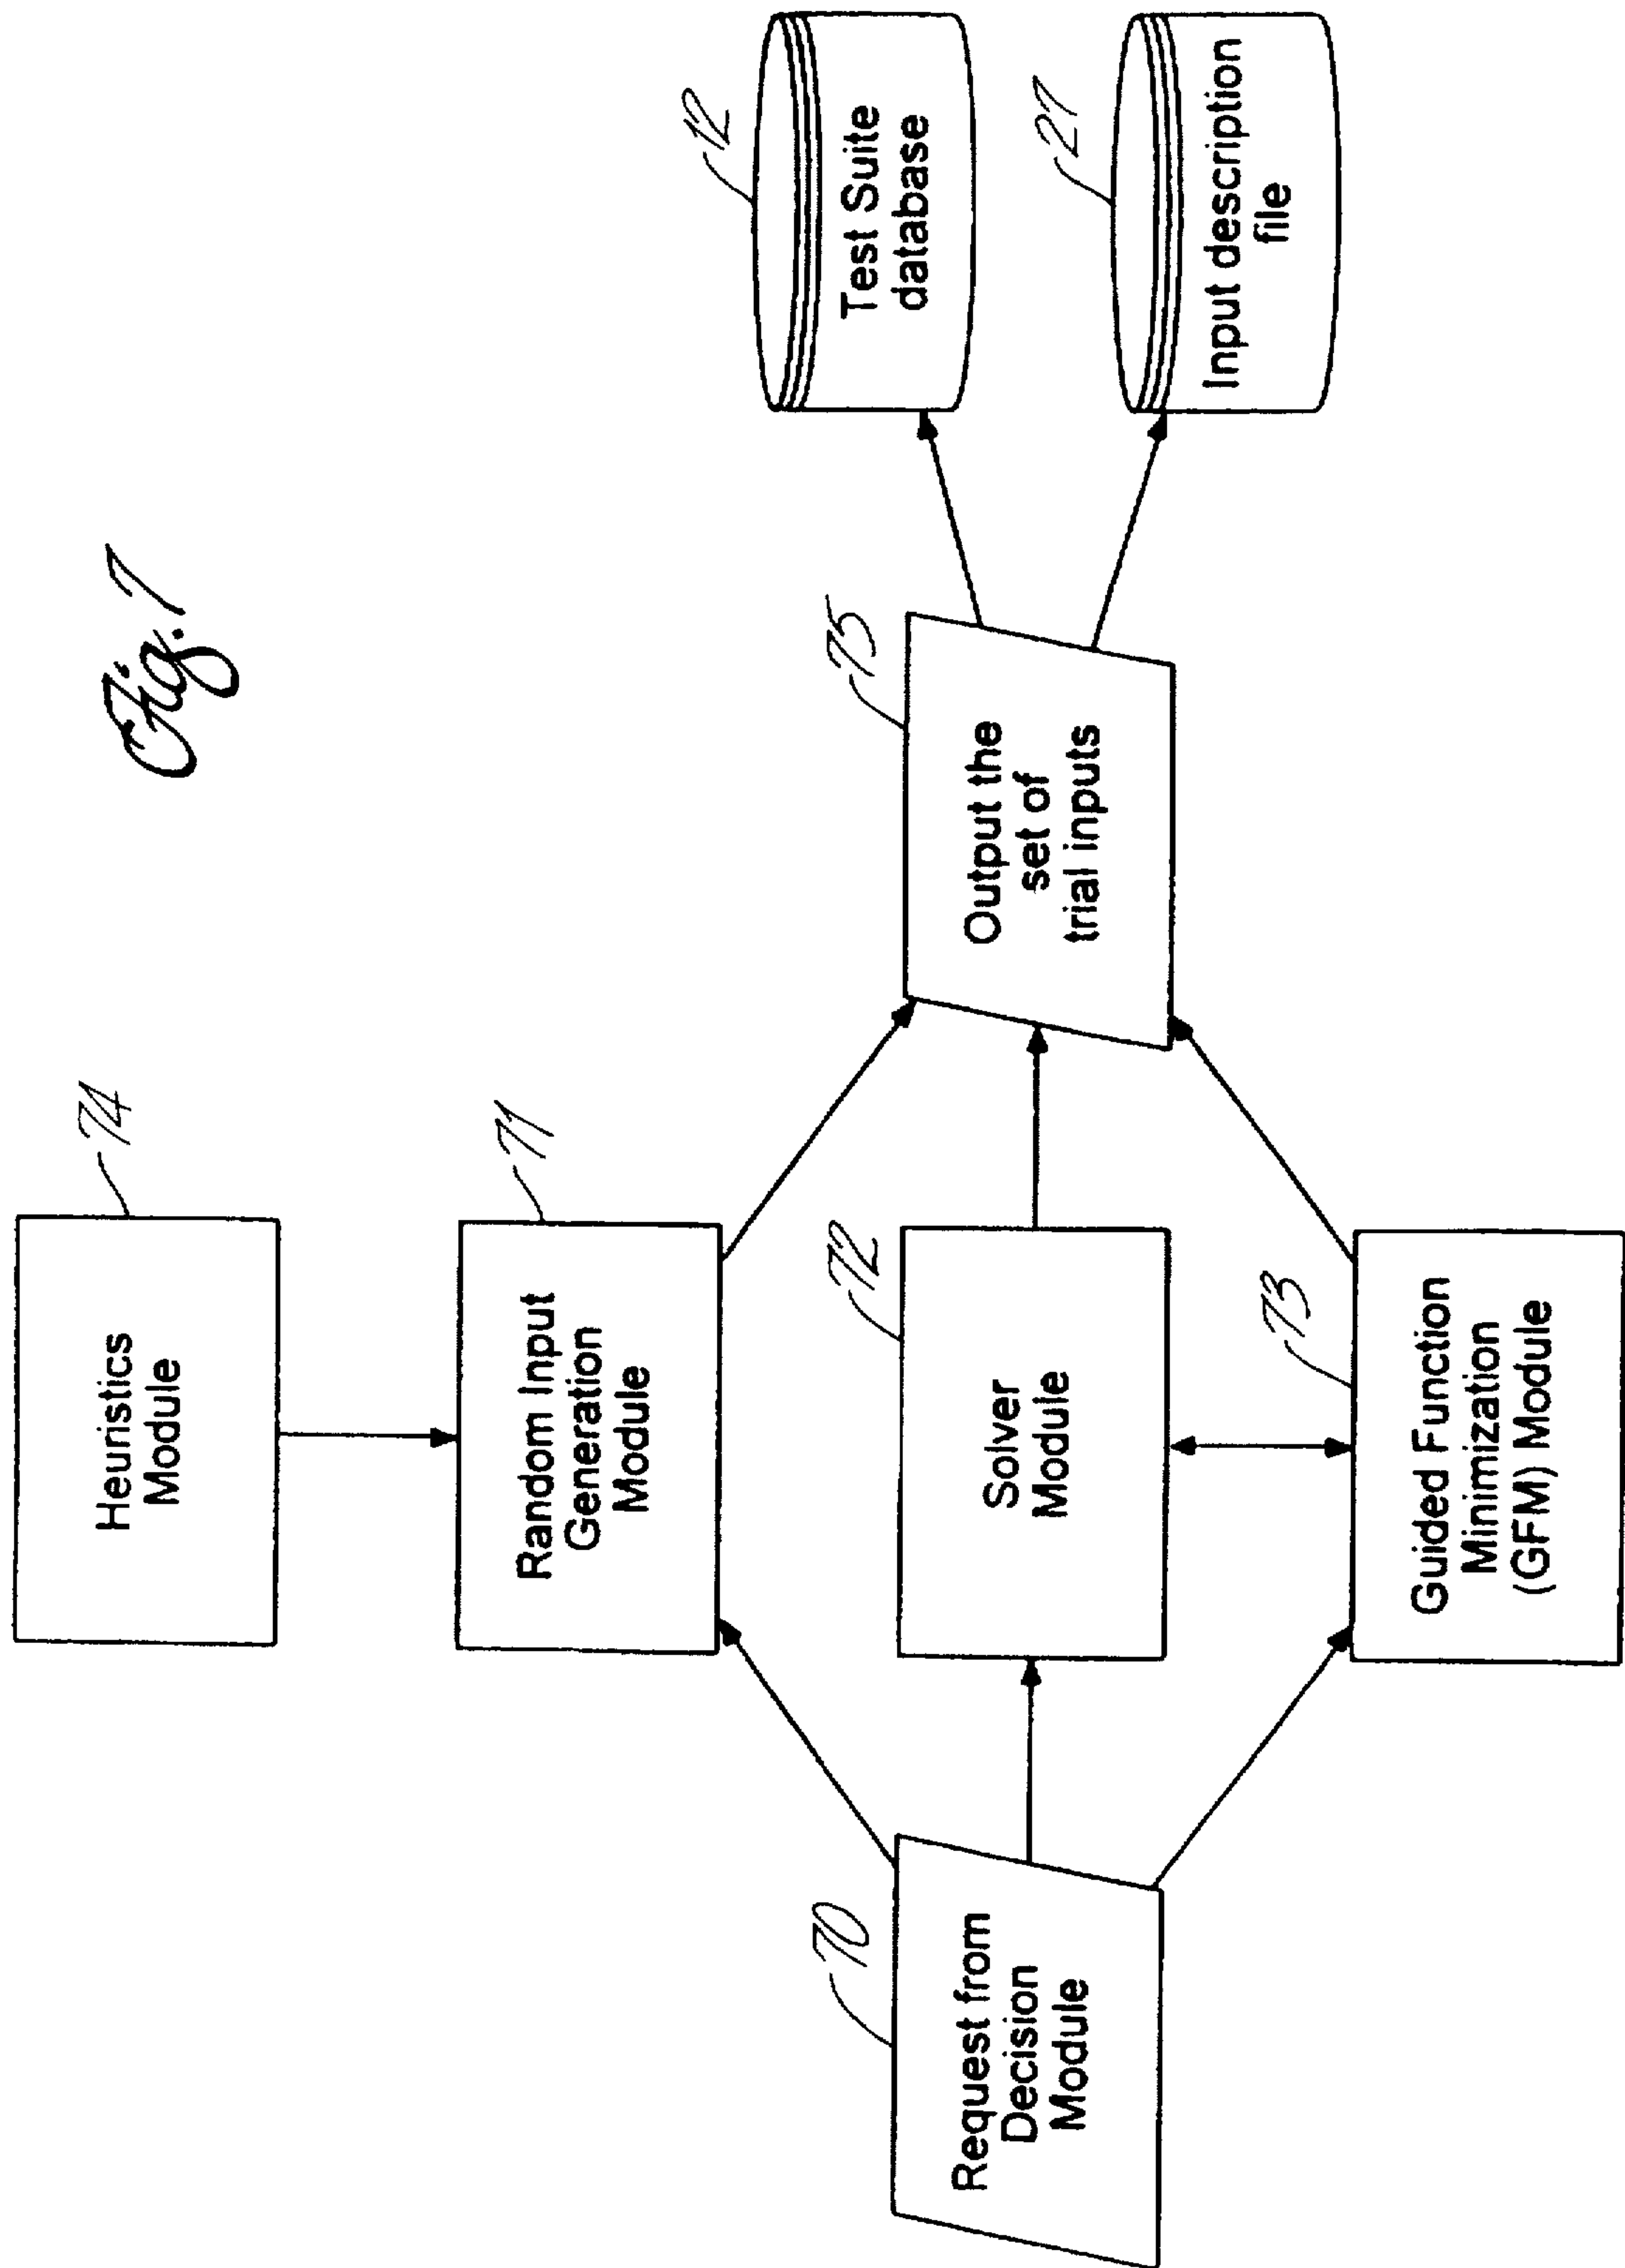 Fig. 7
74
Heuristics
Module
71
Random Input
Generation
Module
70
Request from
Decision
Module
72
Solver
Module
73
Guided Function
Minimization
(GFM) Module
75
Output the
set of
trial inputs
12
Test Suite
database
21
Input description
file